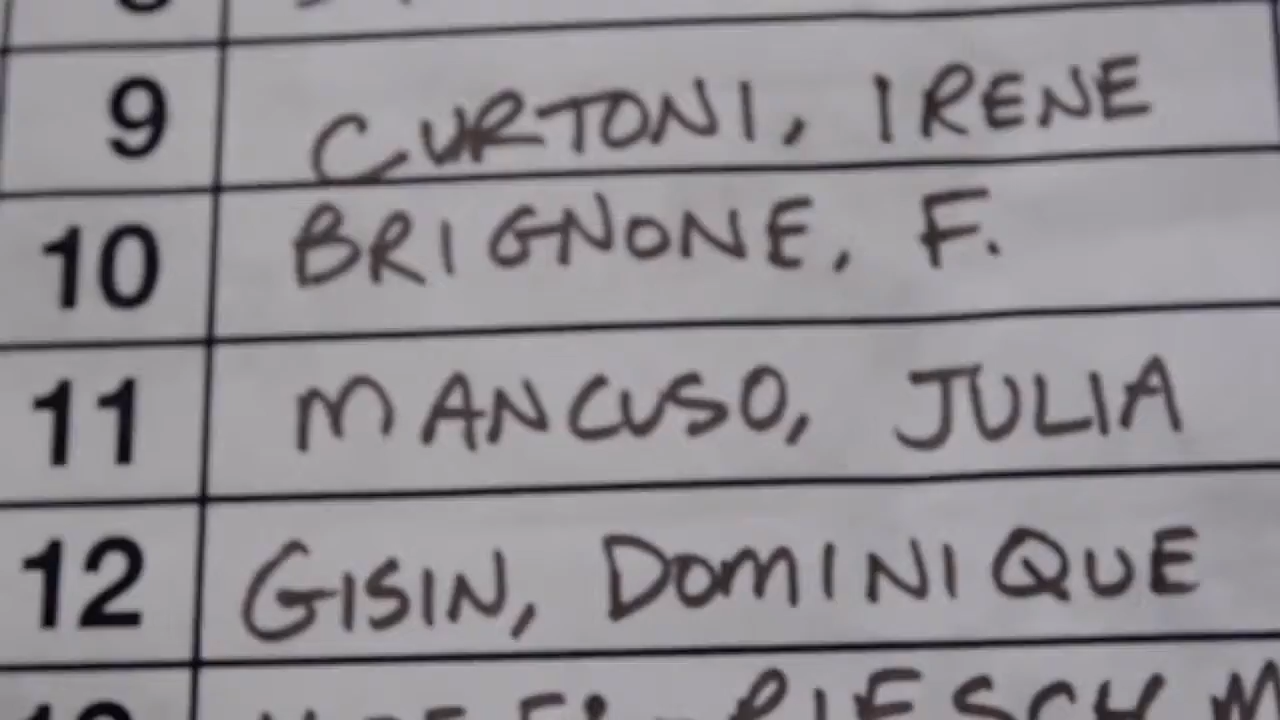 9 CURTONI, IRENE
10 BRIGNONE, F.
11 MANCUSO, JULIA
12 GISIN, DOMINIQUE